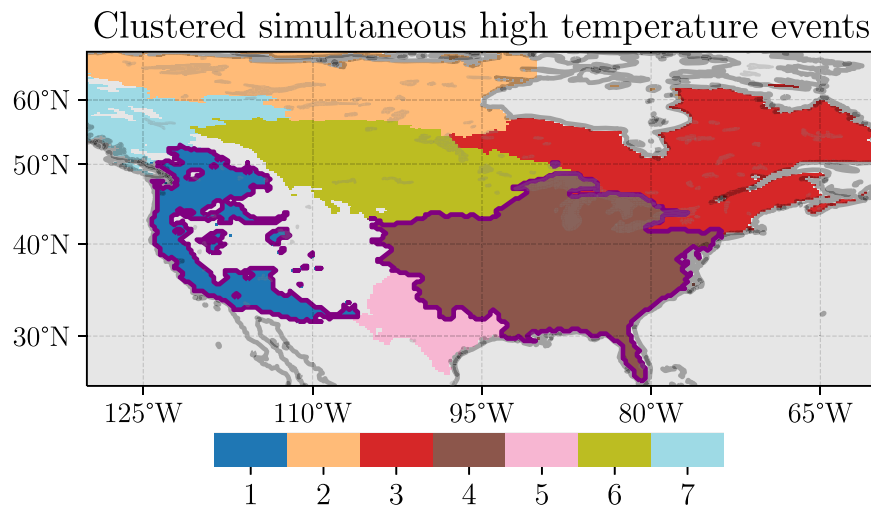 Clustered simultaneous high temperature events
60°N
50°N
40°N
30°N
125°W 110°W 95°W 80°W 65°W
1 2 3 4 5 6 7